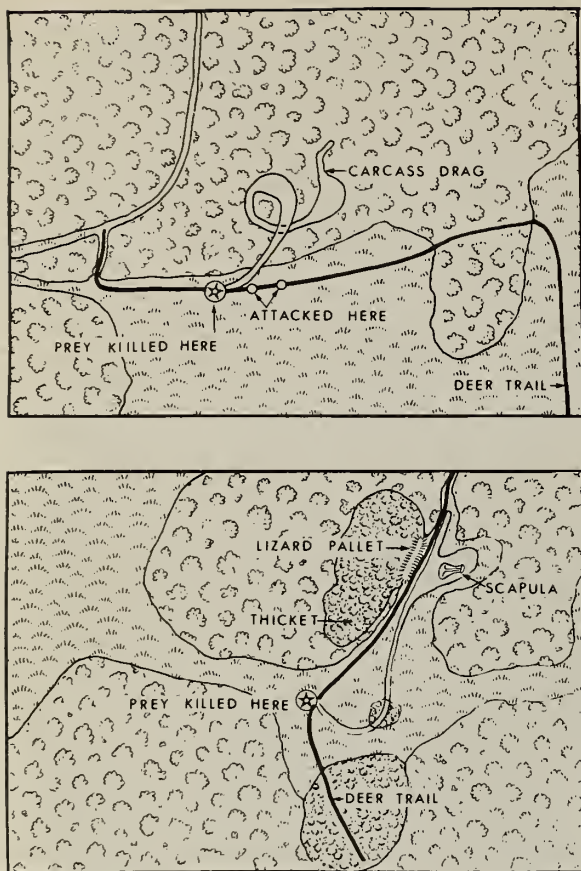 CARCASS DRAG
ATTACKED HERE
PREY KIILLED HERE
DEER TRAIL
LIZARD PALLET
SCAPULA
THICKET
PREY KILLED HERE
DEER TRAIL